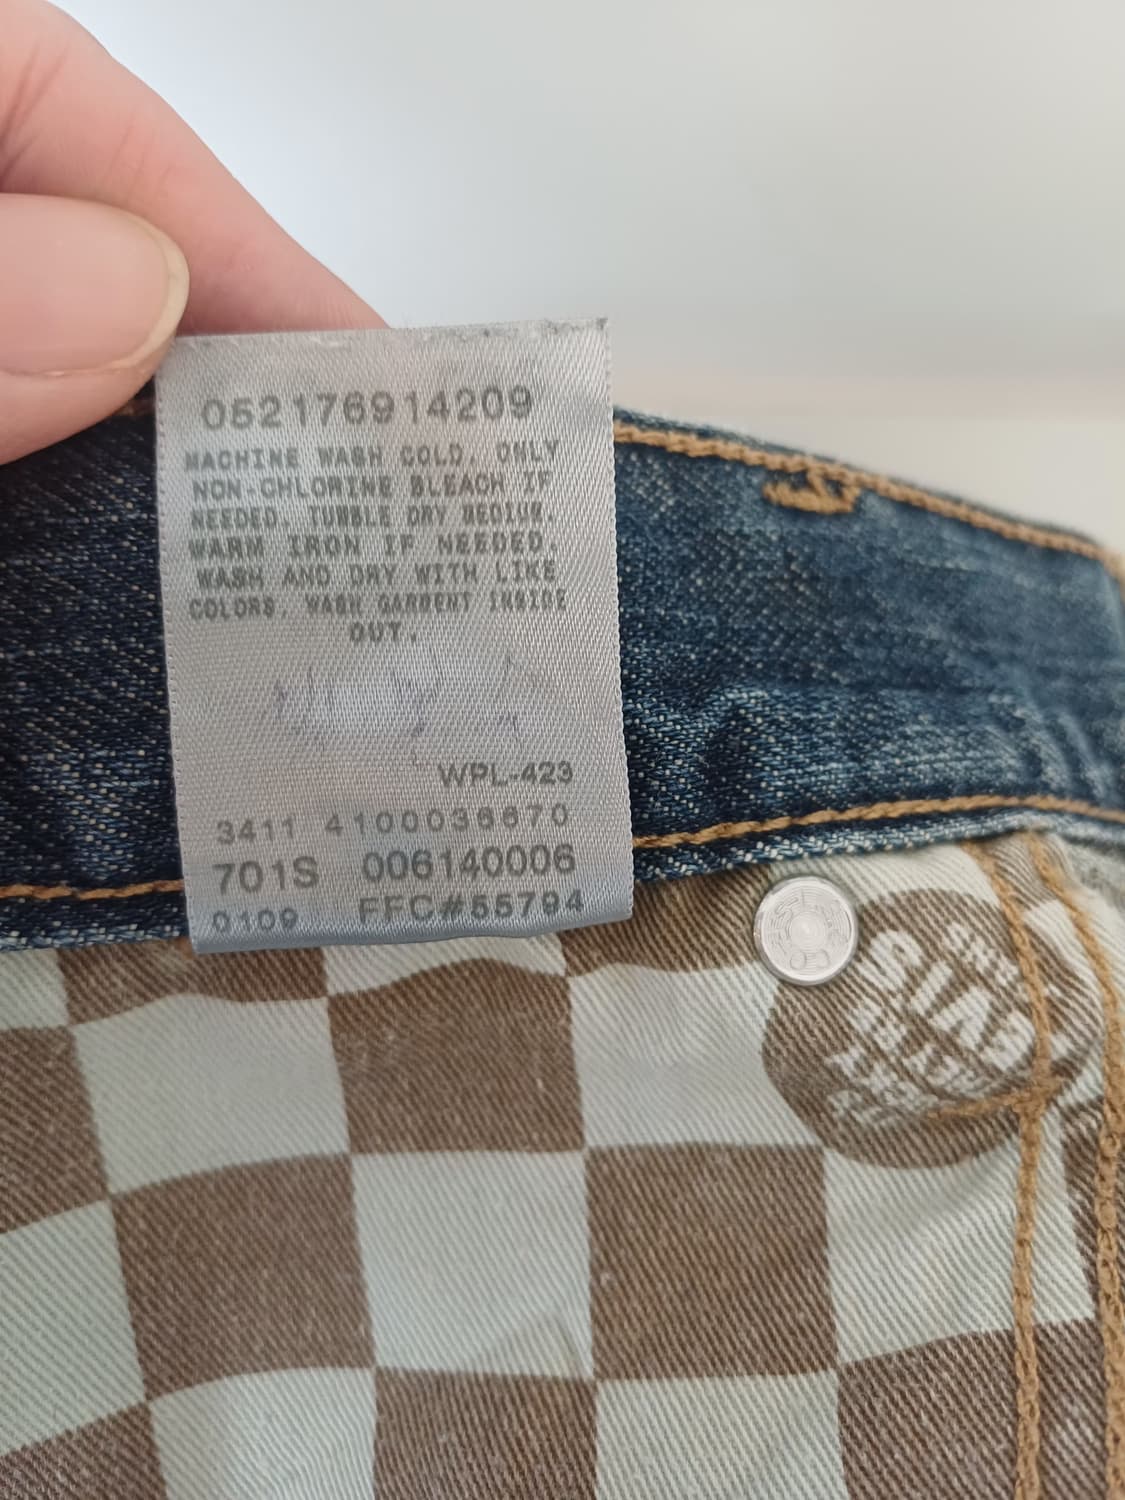 052176914209
MACHINE WASH COLD. ONLY
NON-CHLORINE BLEACH IF
NEEDED. TUMBLE DRY MEDIUM.
WARM IRON IF NEEDED.
WASH AND DRY WITH LIKE
COLORS. WASH GARMENT INSIDE
OUT.
WPL-423
3411 4100036670
701S 006140006
0109 FFC#55794
LEVIS